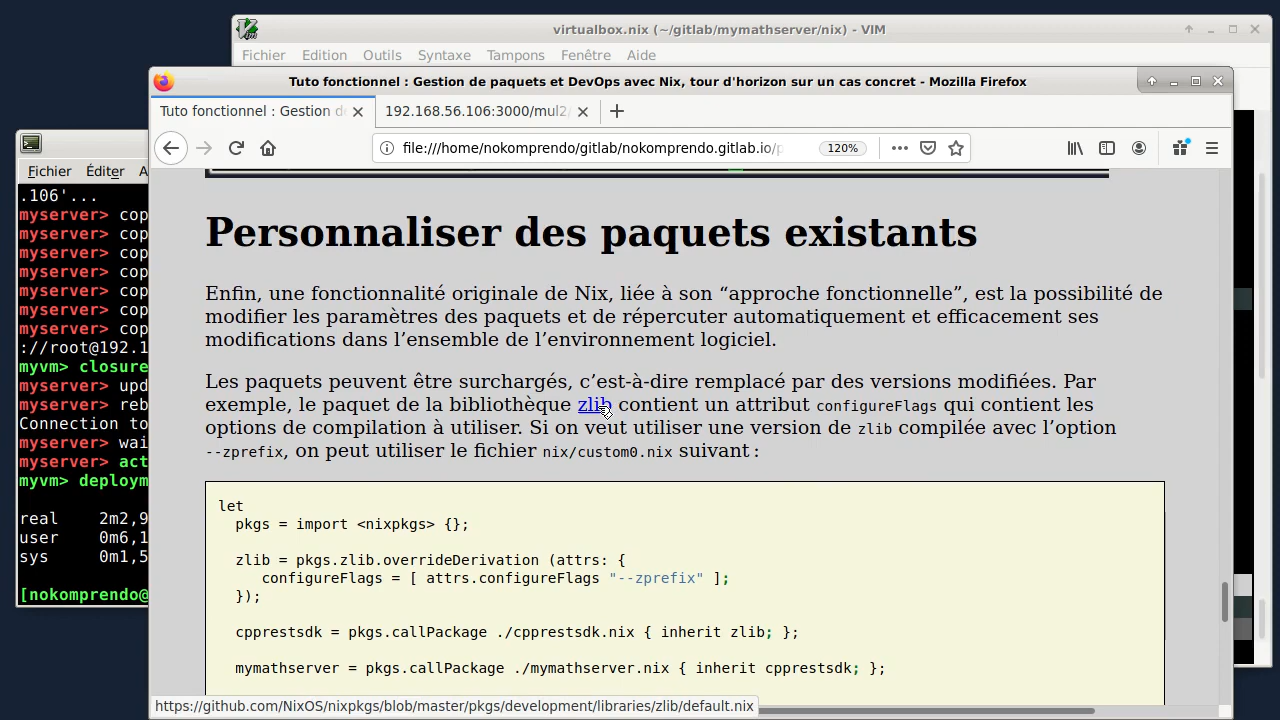 virtualbox.nix (~/gitlab/mymathserver/nix) - VIM
Fichier Edition Outils Syntaxe Tampons Fenêtre Aide
Tuto fonctionnel : Gestion de paquets et DevOps avec Nix, tour d'horizon sur un cas concret - Mozilla Firefox
Tuto fonctionnel : Gestion de 192.168.56.106:3000/mul2/
file:///home/nokomprendo/gitlab/nokomprendo.gitlab.io/p 120%
Fichier Éditer A
.106'...
myserver> cop
myserver> cop
myserver> cop
myserver> cop
myserver> cop
myserver> cop
myserver> cop
://root@192.1
myvm> closure
myserver> upd
myserver> reb
Connection to
myserver> wai
myserver> act
myvm> deploym
real 2m2,9
user 0m6,1
sys 0m1,5
[nokomprendo@
Personnaliser des paquets existants
Enfin, une fonctionnalité originale de Nix, liée à son “approche fonctionnelle”, est la possibilité de
modifier les paramètres des paquets et de répercuter automatiquement et efficacement ses
modifications dans l’ensemble de l’environnement logiciel.
Les paquets peuvent être surchargés, c’est-à-dire remplacé par des versions modifiées. Par
exemple, le paquet de la bibliothèque zlib contient un attribut configureFlags qui contient les
options de compilation à utiliser. Si on veut utiliser une version de zlib compilée avec l’option
--zprefix, on peut utiliser le fichier nix/custom0.nix suivant :
let
pkgs = import <nixpkgs> {};
zlib = pkgs.zlib.overrideDerivation (attrs: {
configureFlags = [ attrs.configureFlags "--zprefix" ];
});
cpprestsdk = pkgs.callPackage ./cpprestsdk.nix { inherit zlib; };
mymathserver = pkgs.callPackage ./mymathserver.nix { inherit cpprestsdk; };
https://github.com/NixOS/nixpkgs/blob/master/pkgs/development/libraries/zlib/default.nix